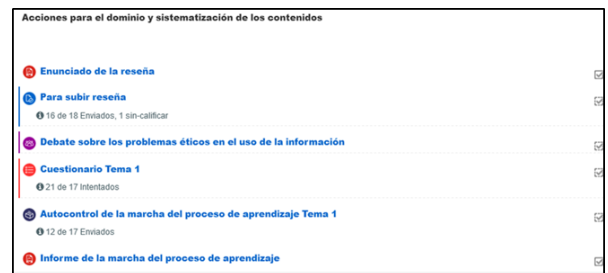 Acciones para el dominio y sistematización de los contenidos
Enunciado de la reseña
Para subir reseña
16 de 18 Enviados, 1 sin-calificar
Debate sobre los problemas éticos en el uso de la información
Cuestionario Tema 1
21 de 17 Intentados
Autocontrol de la marcha del proceso de aprendizaje Tema 1
12 de 17 Enviados
Informe de la marcha del proceso de aprendizaje